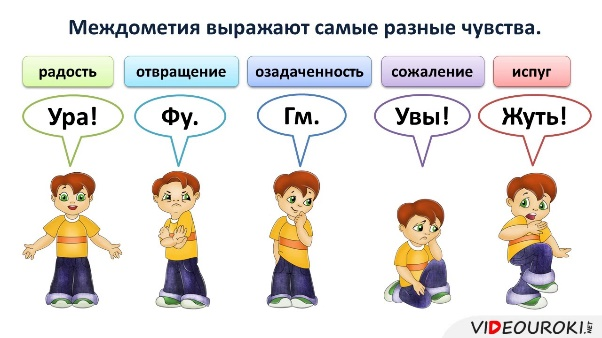 Междометия выражают самые разные чувства.
радость отвращение озадаченность сожаление испуг
Ура! Фу. Гм. Увы! Жуть!
VIDEOUROKI.NET